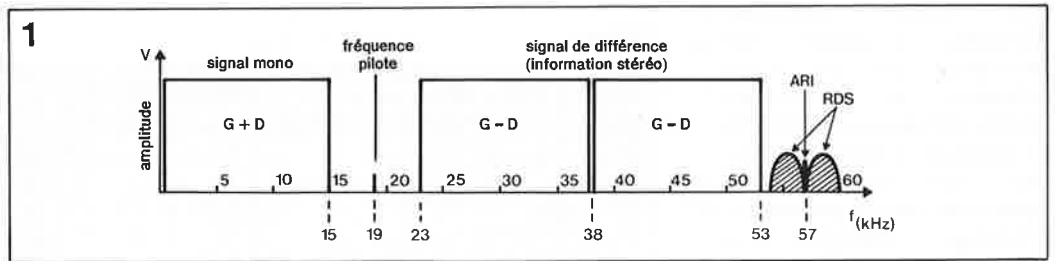 1
V
amplitude
signal mono
fréquence
pilote
signal de différence
(information stéréo)
ARI
RDS
G + D
G – D
G – D
5 10 15 20 25 30 35 40 45 50 60
f (kHz)
15 19 23 38 53 57